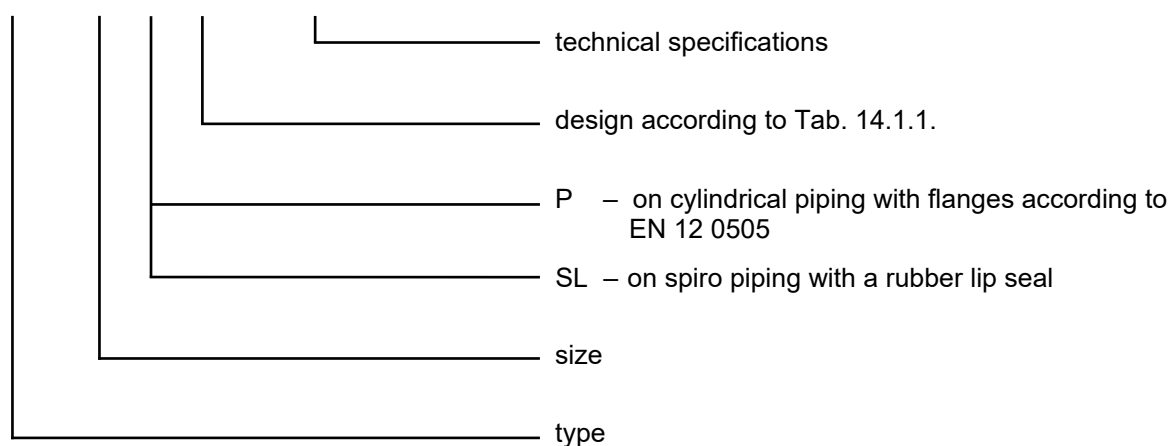 technical specifications
design according to Tab. 14.1.1.
P – on cylindrical piping with flanges according to
EN 12 0505
SL – on spiro piping with a rubber lip seal
size
type